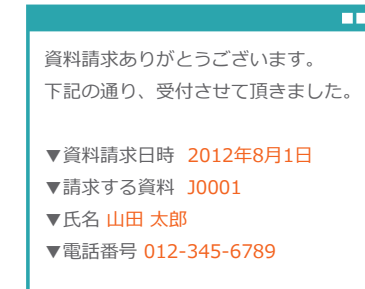 資料請求ありがとうございます。
下記の通り、受付させて頂きました。
▼資料請求日時 2012年8月1日
▼請求する資料 J0001
▼氏名 山田 太郎
▼電話番号 012-345-6789